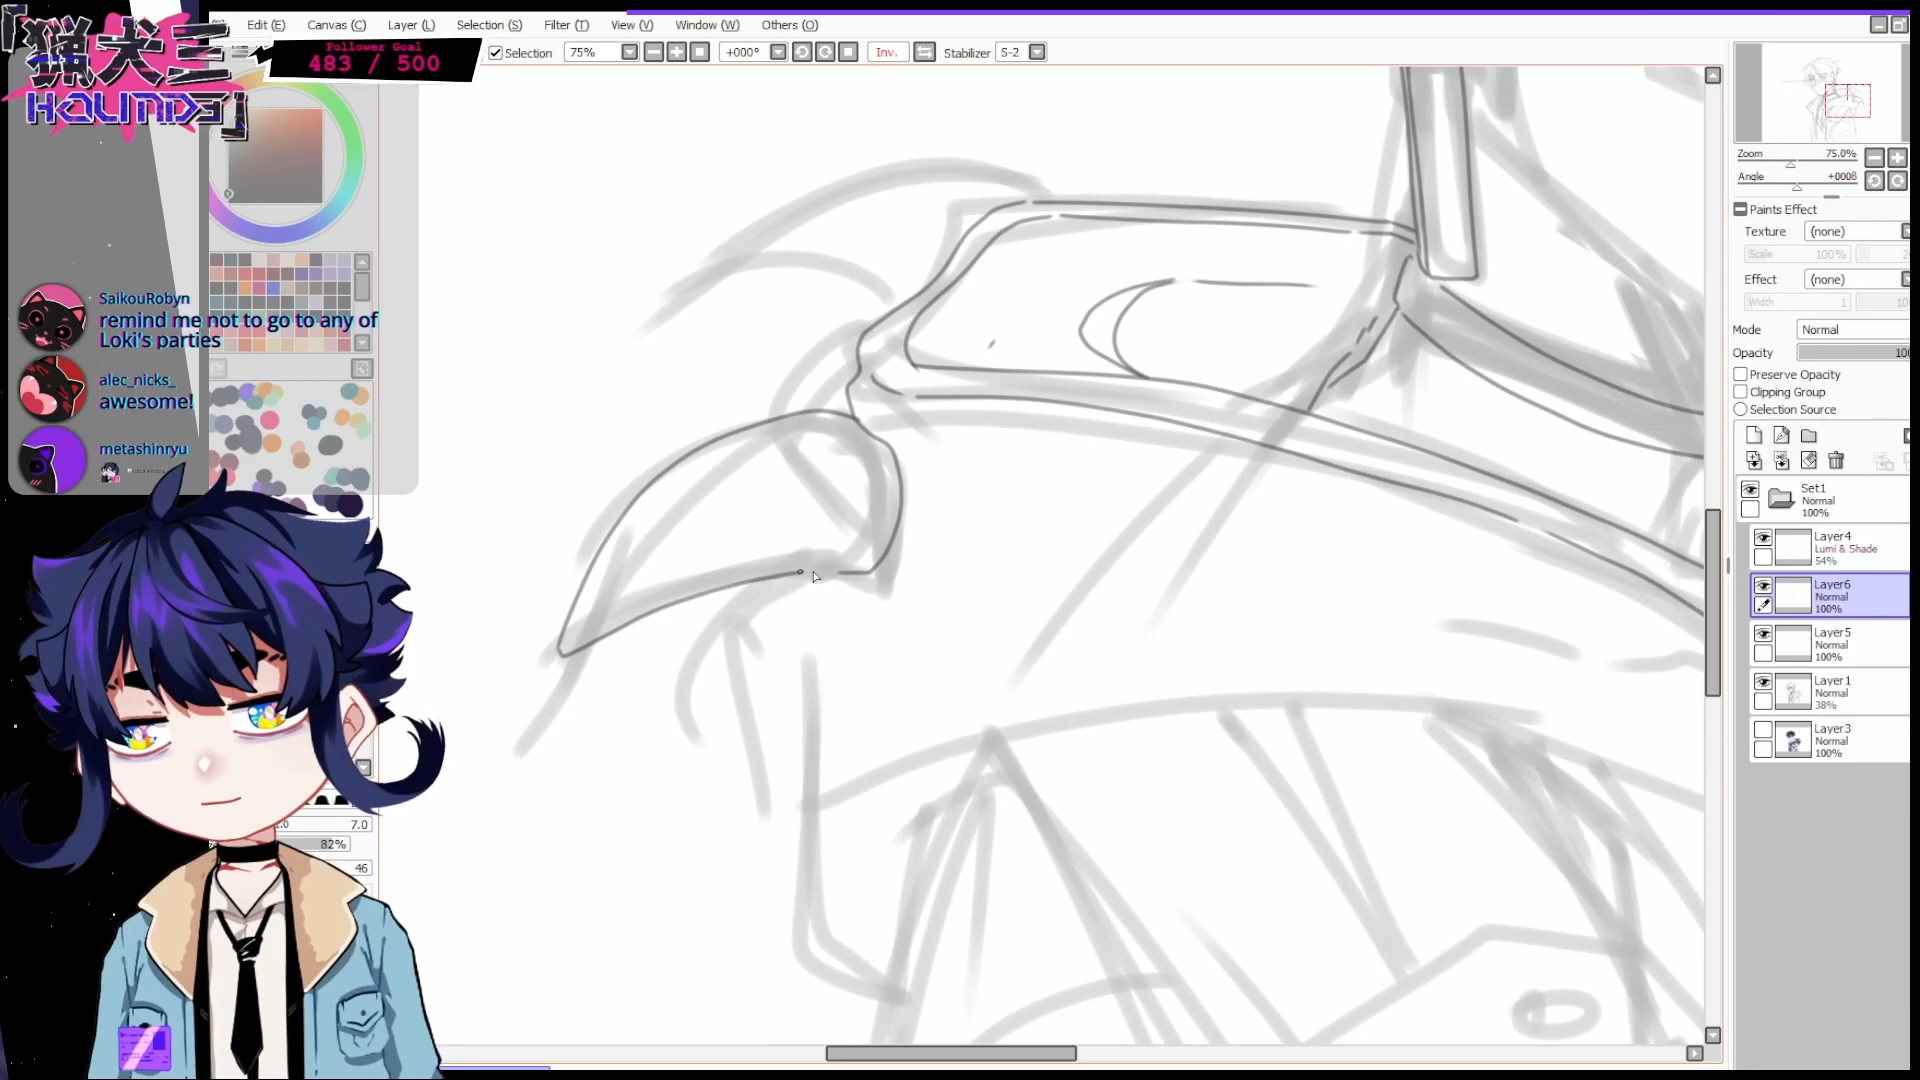 Edit (E) Canvas (C) Layer (L) Selection (S) Filter (T) View (V) Window (W) Others (O)
「猟犬三
HOUND3」
Follower Goal
483 / 500
Selection 75% +000° Inv. Stabilizer S-2
SaikouRobyn
remind me not to go to any of
Loki's parties
alec_nicks_
awesome!
metashinryu
7.0
82%
46
Zoom 75.0%
Angle
Paints Effect
Texture (none)
Scale 100%
Effect (none)
Width 1
Mode Normal
Opacity 100
Preserve Opacity
Clipping Group
Selection Source
Set1
Normal
100%
Layer4
Lumi & Shade
54%
Layer6
Normal
100%
Layer5
Normal
100%
Layer1
Normal
38%
Layer3
Normal
100%